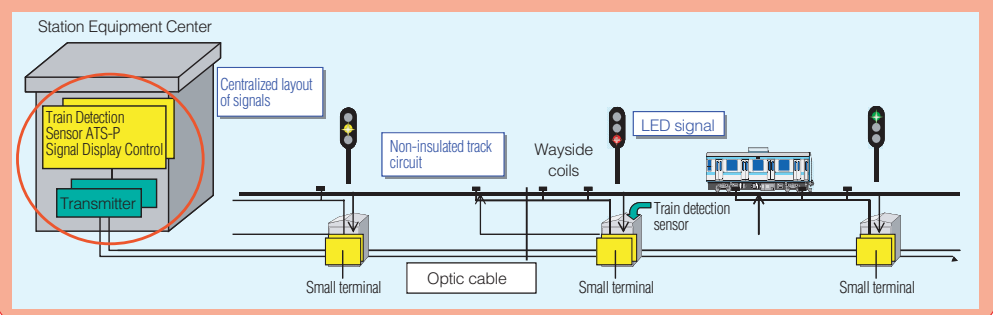 Station Equipment Center
Centralized layout
of signals
Train Detection
Sensor ATS-P
Signal Display Control
Transmitter
Non-insulated track
circuit
Wayside
coils
LED signal
Train detection
sensor
Optic cable
Small terminal
Small terminal
Small terminal